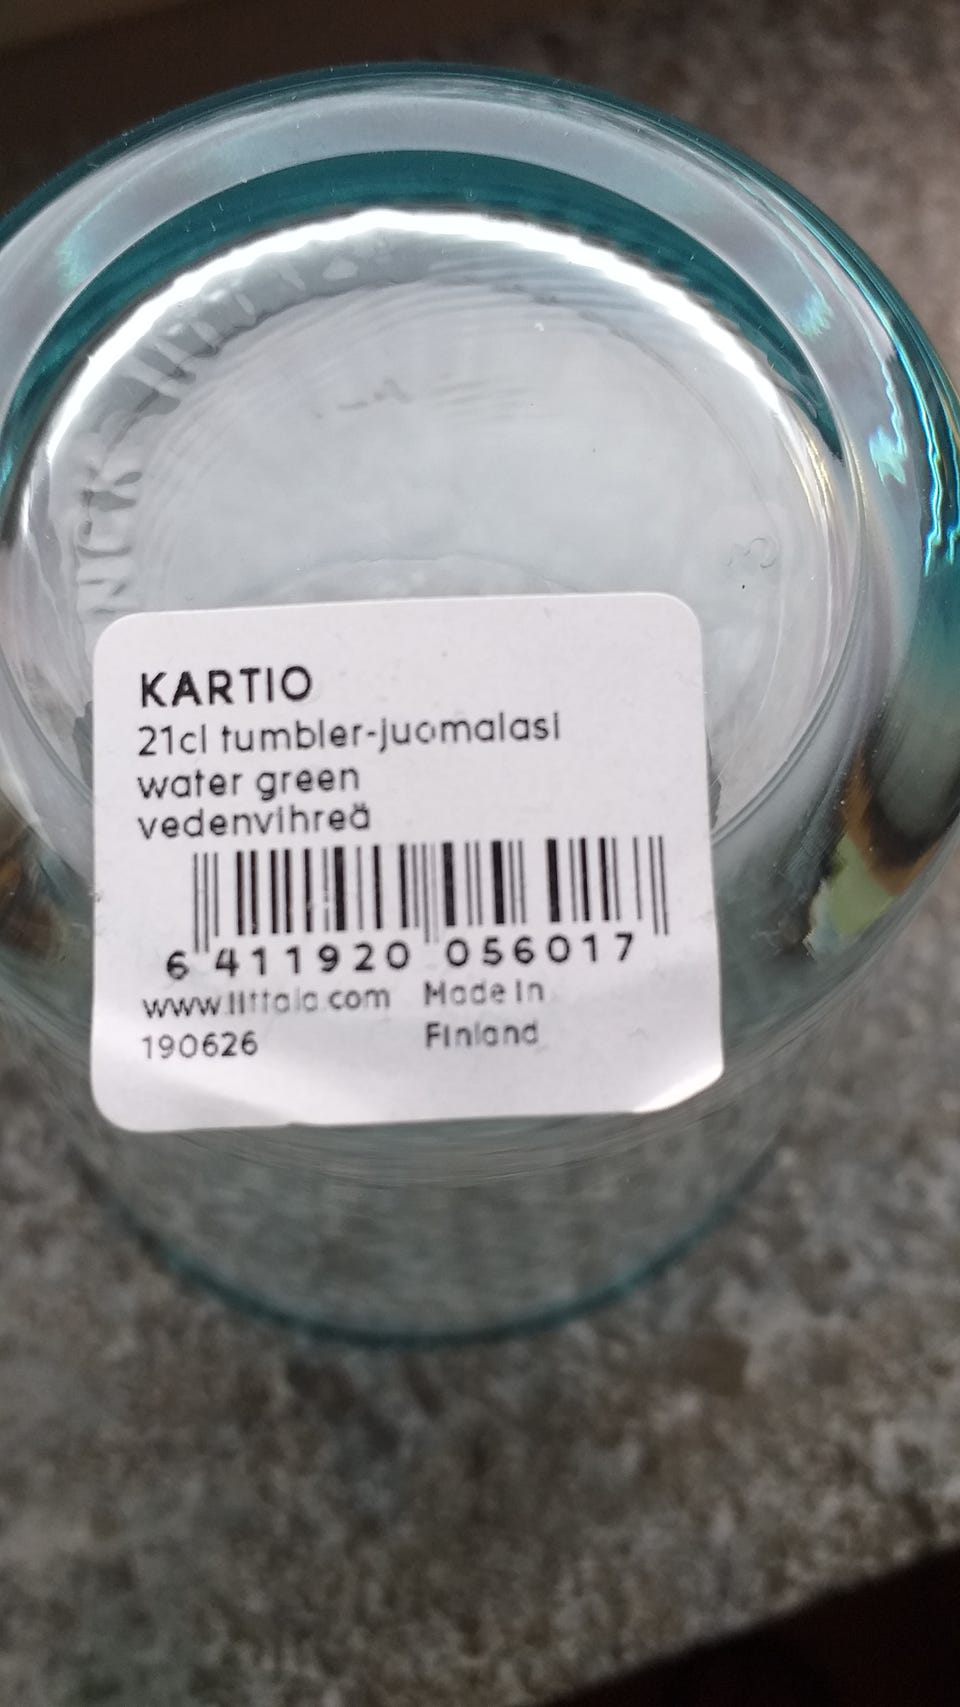 KARTIO
21cl tumbler-juomalasi
water green
vedenvihreä
6 411920 056017
www.iittala.com Made in
190626 Finland